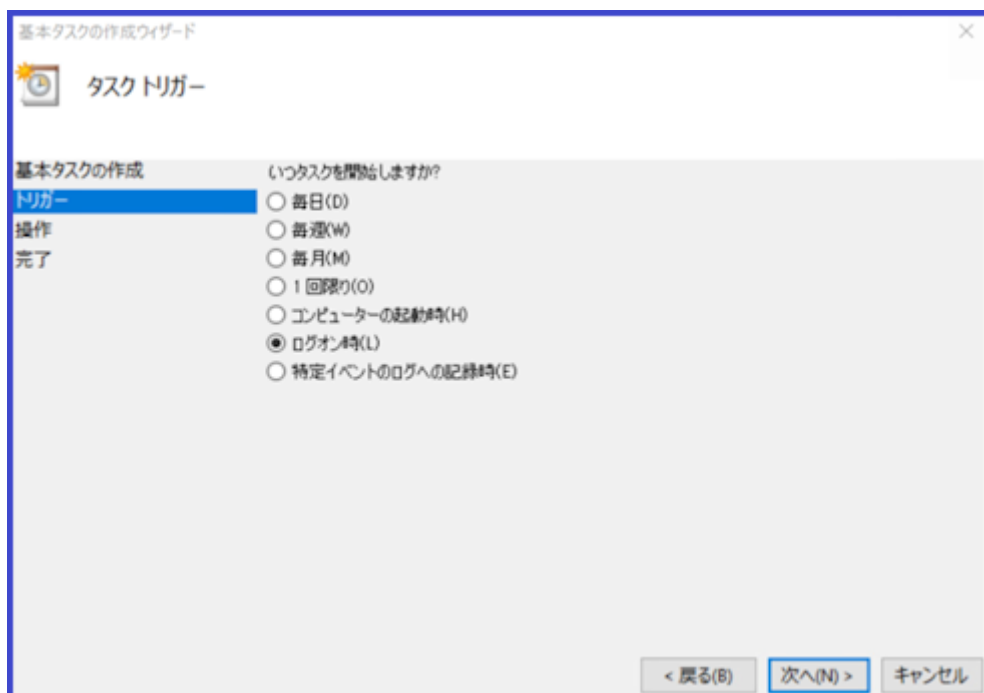 基本タスクの作成ウィザード
タスク トリガー
基本タスクの作成
トリガー
操作
完了
いつタスクを開始しますか?
毎日(D)
毎週(W)
毎月(M)
1 回限り(O)
コンピューターの起動時(H)
ログオン時(L)
特定イベントのログへの記録時(E)
< 戻る(B)
次へ(N) >
キャンセル